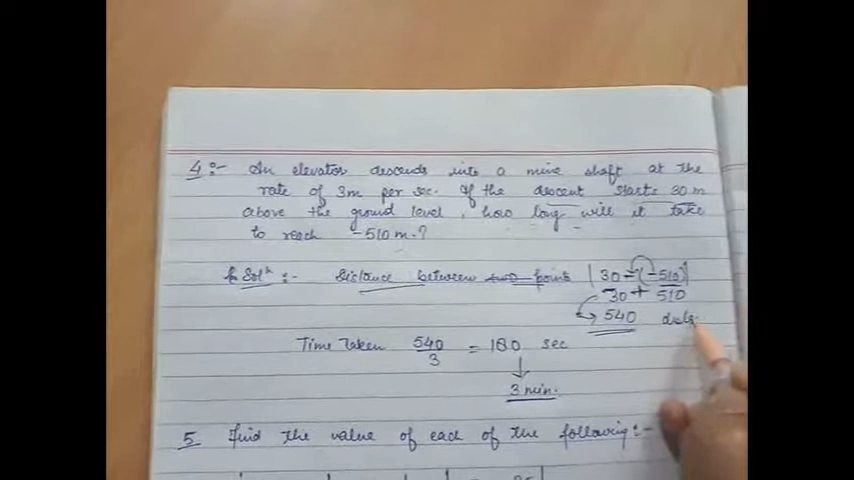 4:- An elevator descends into a mine shaft at the
rate of 3m per sec. If the descent starts 30 m
above the ground level, how long will it take
to reach -510 m.?
Solⁿ :- Distance between two points |30 - (-510)|
30 + 510
540
Time Taken 540/3 = 180 sec
3 min.
5 Find the value of each of the following:-